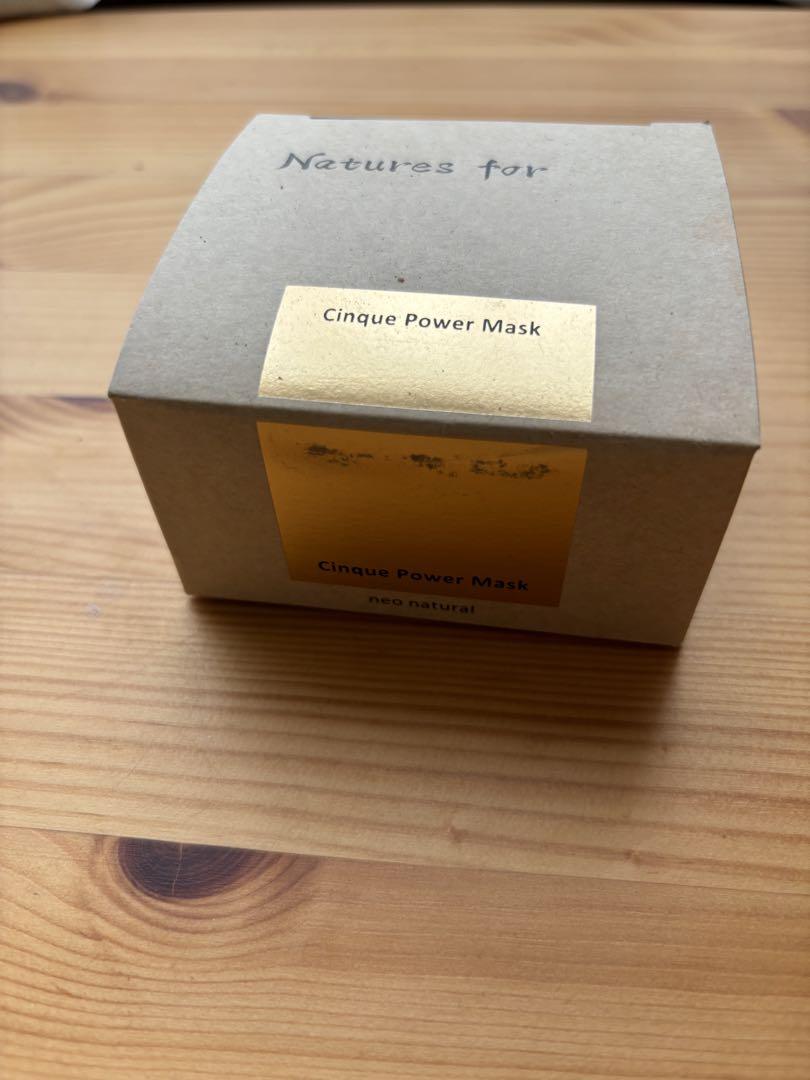 Natures for
Cinque Power Mask
Cinque Power Mask
neo natural